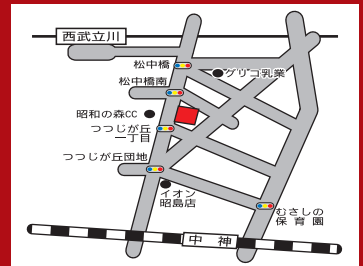 西武立川
松中橋
グリコ乳業
松中橋南
昭和の森CC
つつじが丘
一丁目
つつじが丘団地
イオン
昭島店
むさしの
保育園
中神